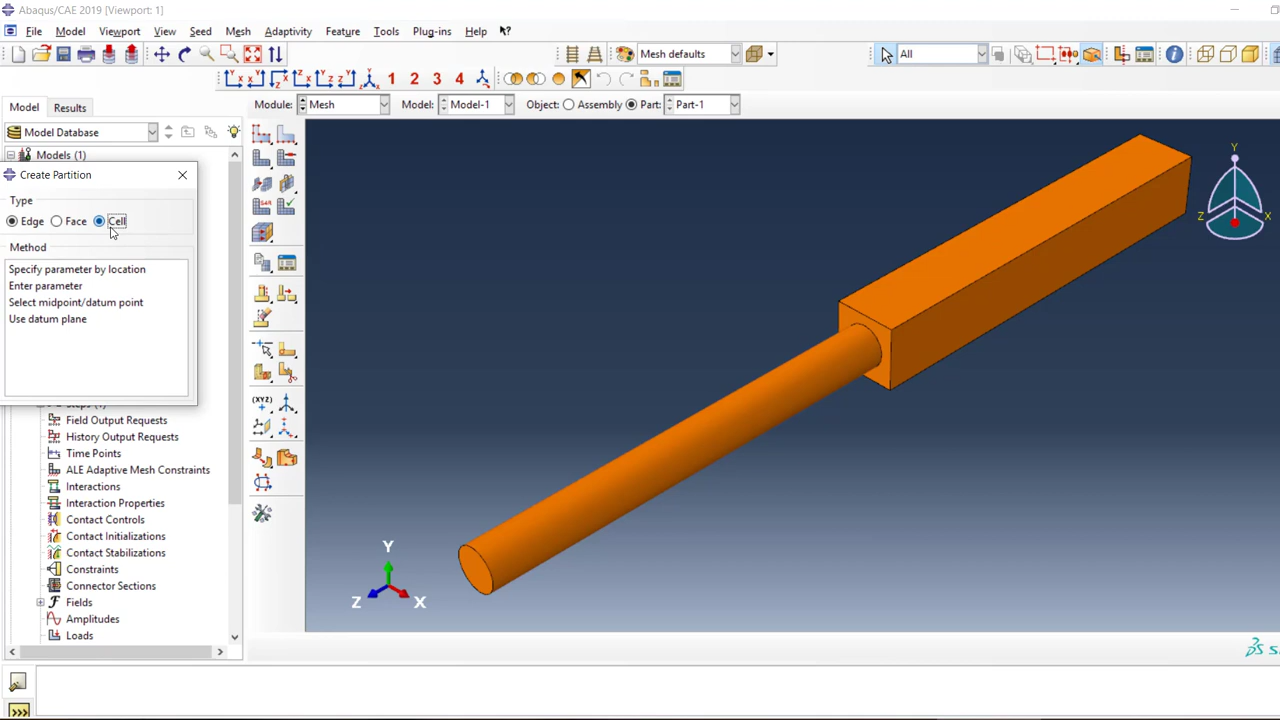 Abaqus/CAE 2019 [Viewport: 1]
File Model Viewport View Seed Mesh Adaptivity Feature Tools Plug-ins Help
Mesh defaults All
1 2 3 4
Model Results Module: Mesh Model: Model-1 Object: Assembly Part: Part-1
Model Database
Models (1)
Create Partition
Type
Edge Face Cell
Method
Specify parameter by location
Enter parameter
Select midpoint/datum point
Use datum plane
Field Output Requests
History Output Requests
Time Points
ALE Adaptive Mesh Constraints
Interactions
Interaction Properties
Contact Controls
Contact Initializations
Contact Stabilizations
Constraints
Connector Sections
Fields
Amplitudes
Loads
Y
Z X
Y
Z X
>>>